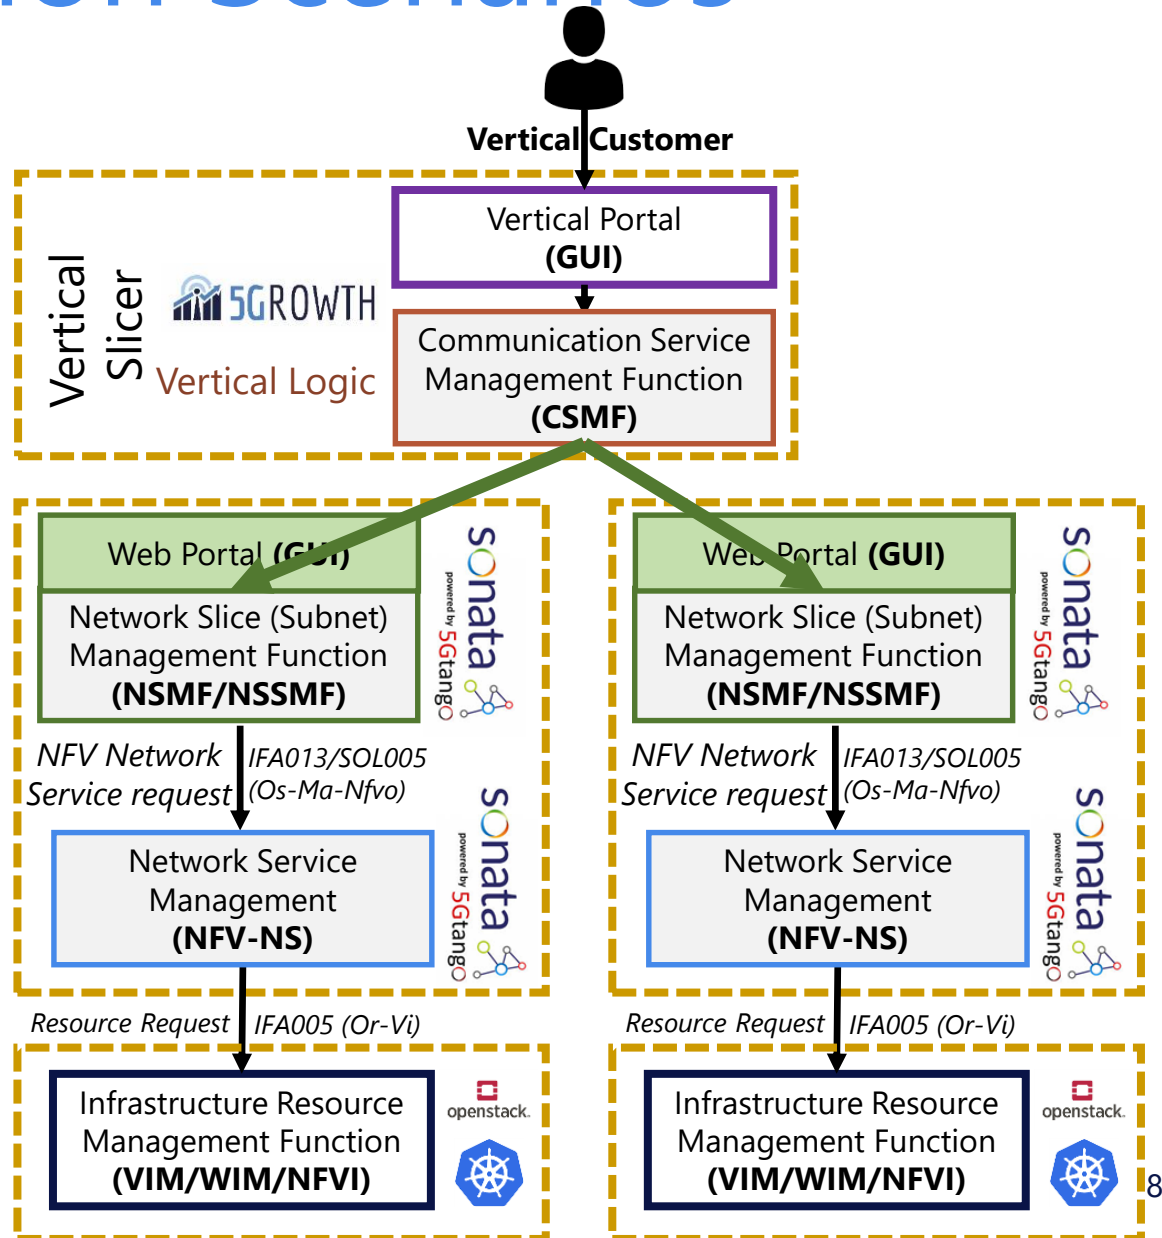 ion Scenarios
Vertical Customer
Vertical Portal
(GUI)
Vertical
Slicer
5GROWTH
Vertical Logic
Communication Service
Management Function
(CSMF)
Web Portal (GUI)
Network Slice (Subnet)
Management Function
(NSMF/NSSMF)
sonata
powered by 5GtangO
NFV Network
Service request
IFA013/SOL005
(Os-Ma-Nfvo)
Network Service
Management
(NFV-NS)
sonata
powered by 5GtangO
Resource Request
IFA005 (Or-Vi)
Infrastructure Resource
Management Function
(VIM/WIM/NFVI)
openstack.
Web Portal (GUI)
Network Slice (Subnet)
Management Function
(NSMF/NSSMF)
sonata
powered by 5GtangO
NFV Network
Service request
IFA013/SOL005
(Os-Ma-Nfvo)
Network Service
Management
(NFV-NS)
sonata
powered by 5GtangO
Resource Request
IFA005 (Or-Vi)
Infrastructure Resource
Management Function
(VIM/WIM/NFVI)
openstack.
8